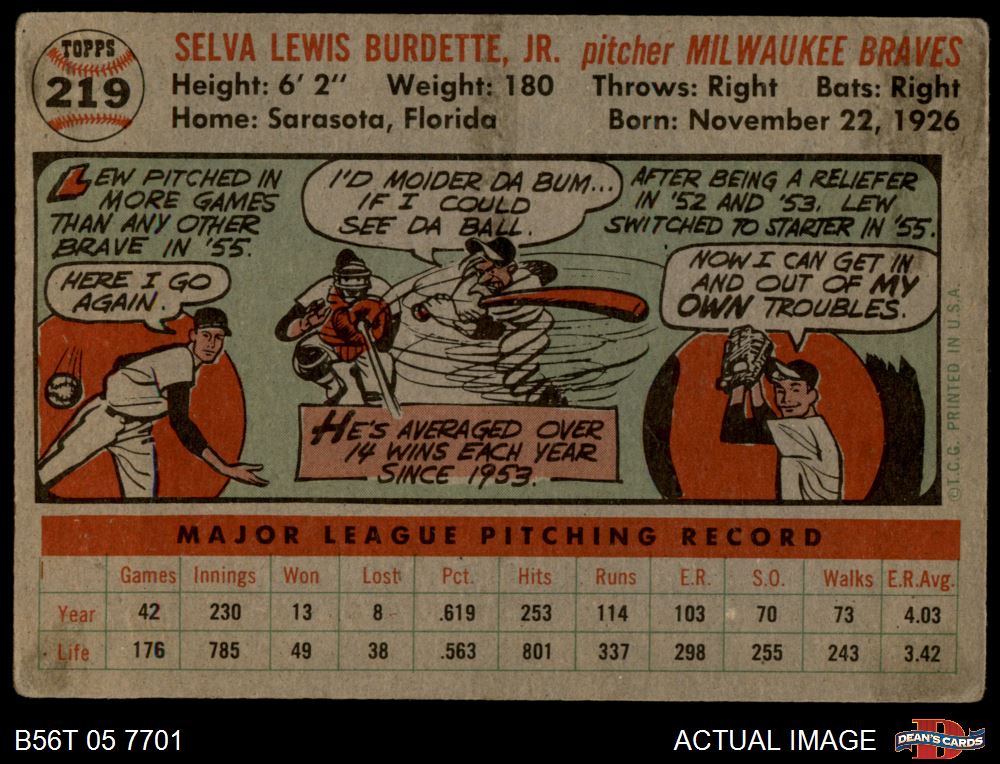 TOPPS
219
SELVA LEWIS BURDETTE, JR. pitcher MILWAUKEE BRAVES
Height: 6' 2" Weight: 180 Throws: Right Bats: Right
Home: Sarasota, Florida Born: November 22, 1926
LEW PITCHED IN
MORE GAMES
THAN ANY OTHER
BRAVE IN '55.
HERE I GO
AGAIN.
I'D MOIDER DA BUM...
IF I COULD
SEE DA BALL.
HE'S AVERAGED OVER
14 WINS EACH YEAR
SINCE 1953.
AFTER BEING A RELIEFER
IN '52 AND '53, LEW
SWITCHED TO STARTER IN '55.
NOW I CAN GET IN
AND OUT OF MY
OWN TROUBLES.
©T.C.G. PRINTED IN U.S.A.
MAJOR LEAGUE PITCHING RECORD
Games Innings Won Lost Pct. Hits Runs E.R. S.O. Walks E.R.Avg.
Year 42 230 13 8 .619 253 114 103 70 73 4.03
Life 176 785 49 38 .563 801 337 298 255 243 3.42
B56T 05 7701
ACTUAL IMAGE
DEAN'S CARDS